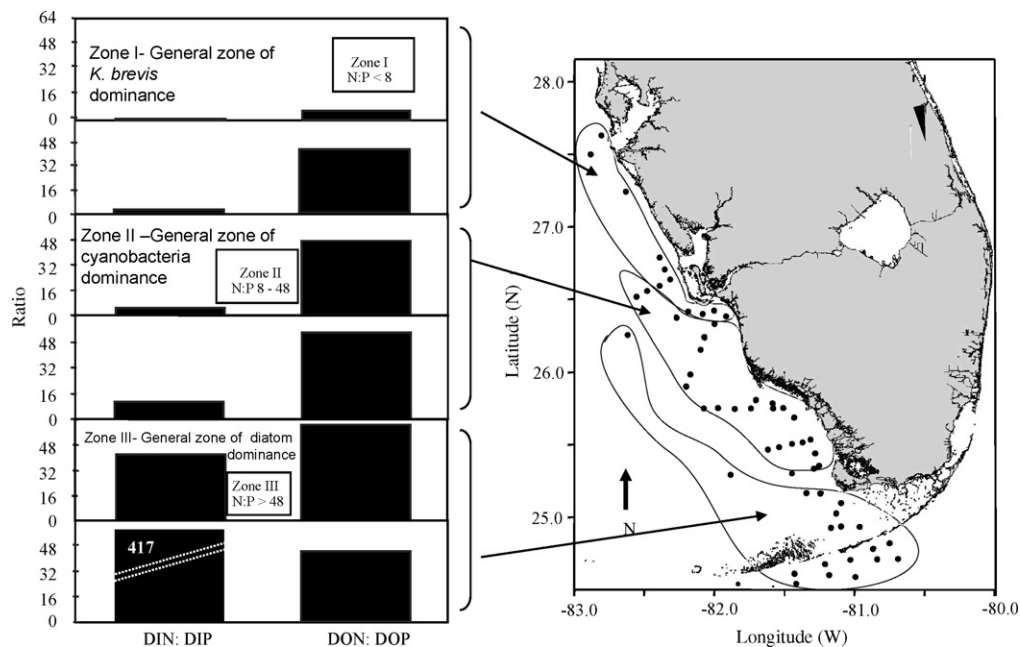 64
48
32
16
0
Zone I- General zone of
K. brevis
dominance
Zone I
N:P < 8
48
32
16
0
48
32
16
0
Zone II –General zone of
cyanobacteria
dominance
Zone II
N:P 8 - 48
48
32
16
0
48
32
16
0
Zone III- General zone of diatom
dominance
Zone III
N:P > 48
48
32
16
0
417
Ratio
DIN: DIP
DON: DOP
28.0
27.0
26.0
25.0
Latitude (N)
N
-83.0
-82.0
-81.0
-80.0
Longitude (W)